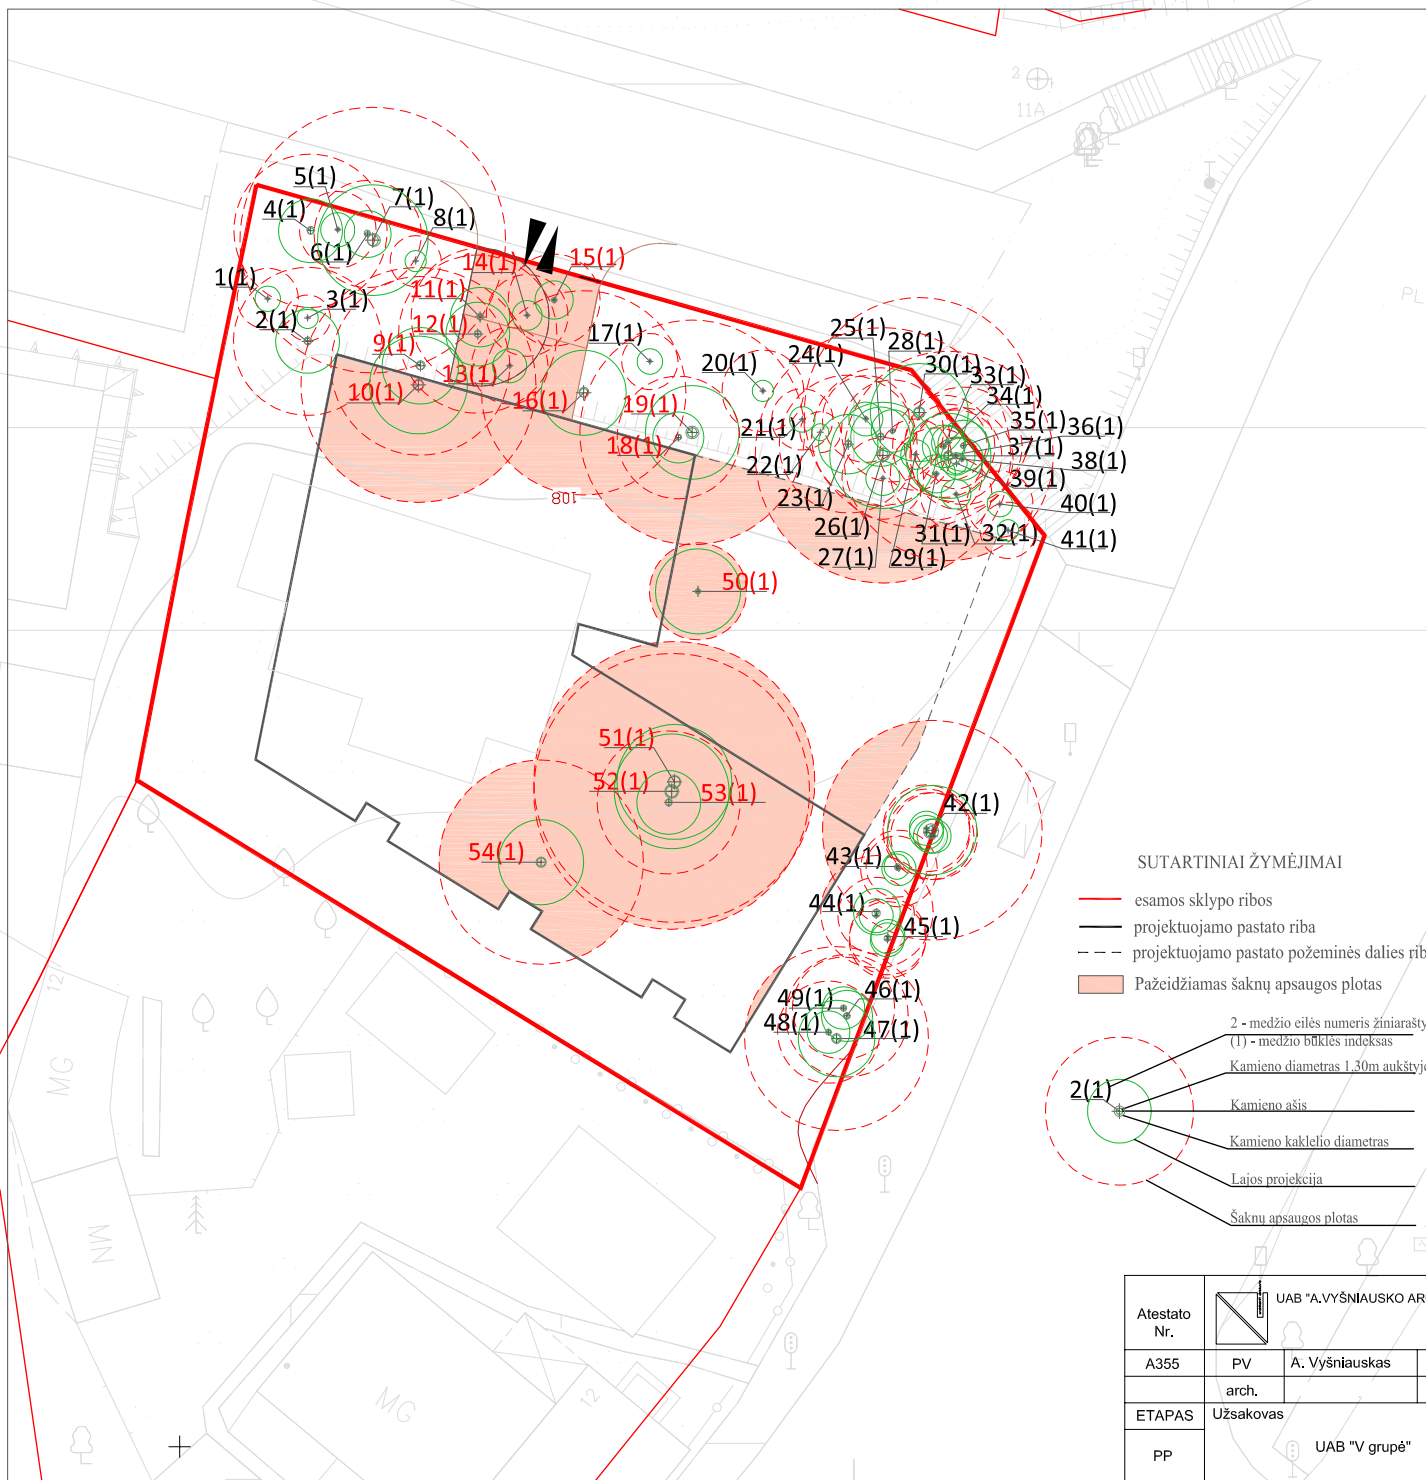 2
11A
PL
5(1)
7(1)
4(1)
8(1)
6(1)
14(1)
15(1)
1(1)
11(1)
3(1)
2(1)
12(1)
25(1)
28(1)
17(1)
9(1)
24(1)
30(1)
20(1)
33(1)
13(1)
10(1)
16(1)
34(1)
19(1)
35(1)
36(1)
21(1)
18(1)
37(1)
38(1)
22(1)
39(1)
23(1)
108
40(1)
26(1)
31(1)
32(1)
41(1)
27(1)
29(1)
50(1)
51(1)
52(1)
53(1)
42(1)
54(1)
43(1)
44(1)
45(1)
49(1)
46(1)
48(1)
47(1)
12
MG
MN
MG
12
SUTARTINIAI ŽYMĖJIMAI
esamos sklypo ribos
projektuojamo pastato riba
projektuojamo pastato požeminės dalies rib
Pažeidžiamas šaknų apsaugos plotas
2 - medžio eilės numeris žiniarašty
(1) - medžio būklės indeksas
Kamieno diametras 1.30m aukštyje
2(1)
Kamieno ašis
Kamieno kaklelio diametras
Lajos projekcija
Šaknų apsaugos plotas
Atestato Nr.
UAB "A.VYŠNIAUSKO AR
A355 PV A. Vyšniauskas
arch.
ETAPAS Užsakovas
PP UAB "V grupė"